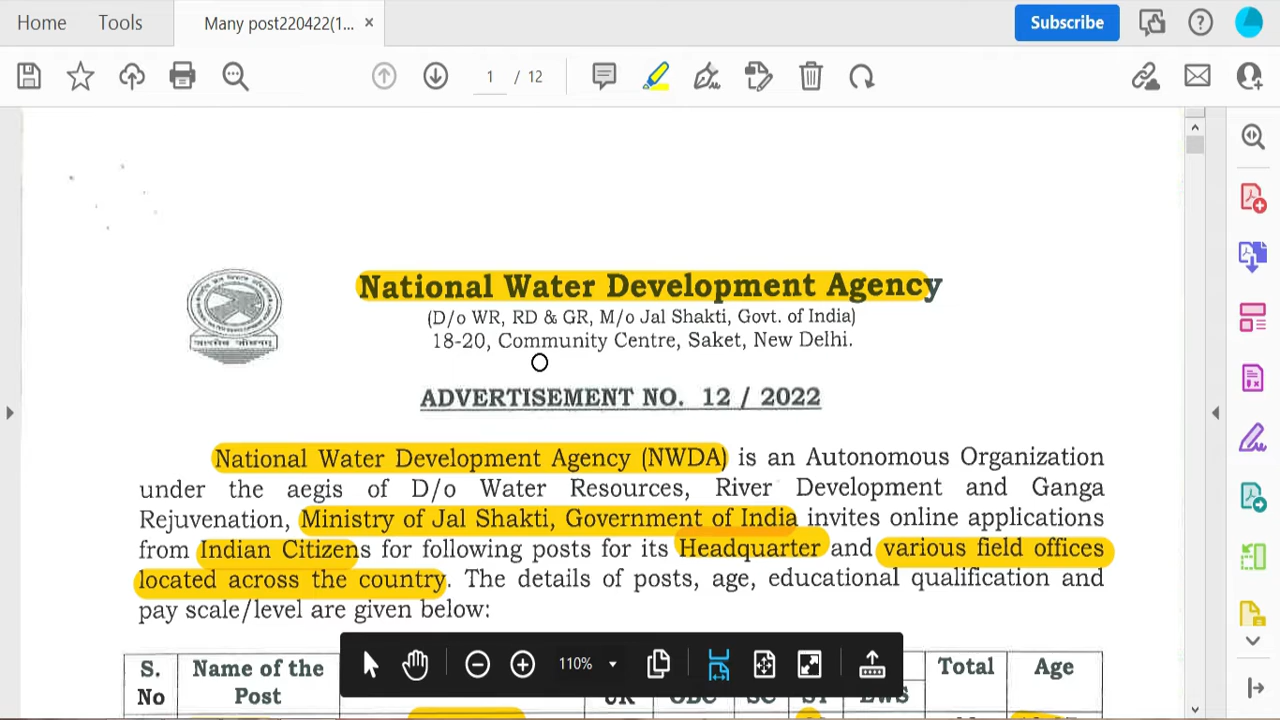 Home Tools Many post220422(1... × Subscribe
1 / 12
National Water Development Agency
(D/o WR, RD & GR, M/o Jal Shakti, Govt. of India)
18-20, Community Centre, Saket, New Delhi.
ADVERTISEMENT NO. 12 / 2022
National Water Development Agency (NWDA) is an Autonomous Organization
under the aegis of D/o Water Resources, River Development and Ganga
Rejuvenation, Ministry of Jal Shakti, Government of India invites online applications
from Indian Citizens for following posts for its Headquarter and various field offices
located across the country. The details of posts, age, educational qualification and
pay scale/level are given below:
S. Name of the Total Age
No Post UR OBC SC ST EWS
110%